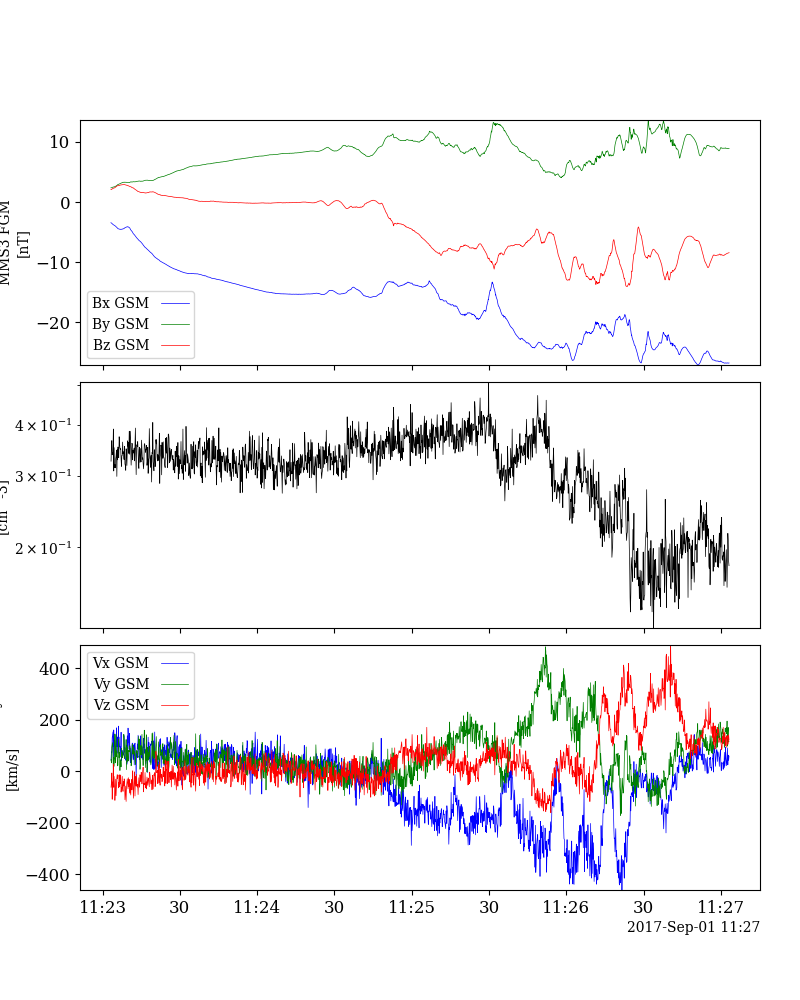 10
0
−10
−20
MMS3 FGM
[nT]
Bx GSM
By GSM
Bz GSM
4 × 10⁻¹
3 × 10⁻¹
2 × 10⁻¹
-3]
400
200
0
−200
−400
[km/s]
Vx GSM
Vy GSM
Vz GSM
11:23 30 11:24 30 11:25 30 11:26 30 11:27
2017-Sep-01 11:27